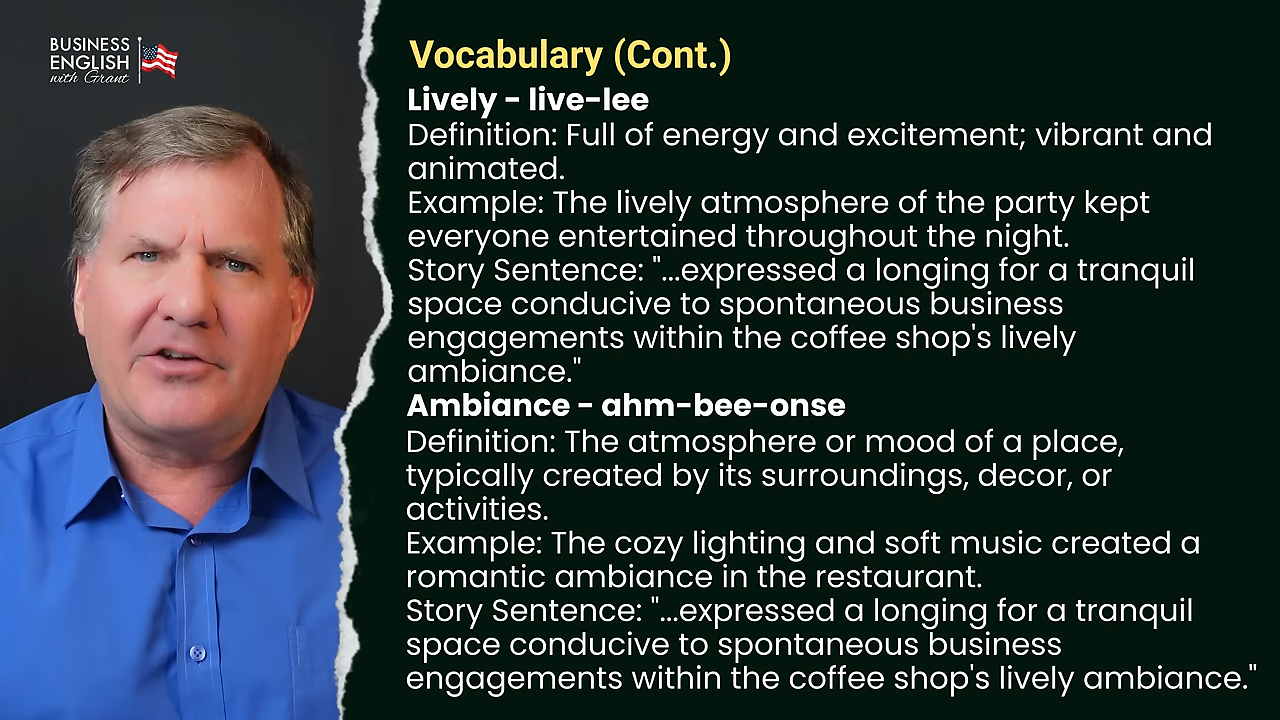 BUSINESS
ENGLISH
with Grant
Vocabulary (Cont.)
Lively - live-lee
Definition: Full of energy and excitement; vibrant and
animated.
Example: The lively atmosphere of the party kept
everyone entertained throughout the night.
Story Sentence: "...expressed a longing for a tranquil
space conducive to spontaneous business
engagements within the coffee shop's lively
ambiance."
Ambiance - ahm-bee-onse
Definition: The atmosphere or mood of a place,
typically created by its surroundings, decor, or
activities.
Example: The cozy lighting and soft music created a
romantic ambiance in the restaurant.
Story Sentence: "...expressed a longing for a tranquil
space conducive to spontaneous business
engagements within the coffee shop's lively ambiance."